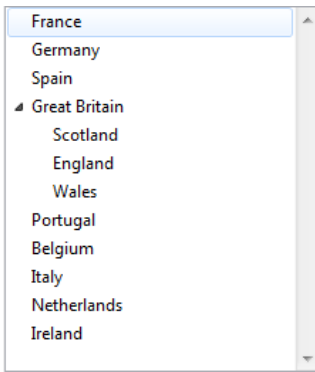 France
Germany
Spain
Great Britain
Scotland
England
Wales
Portugal
Belgium
Italy
Netherlands
Ireland